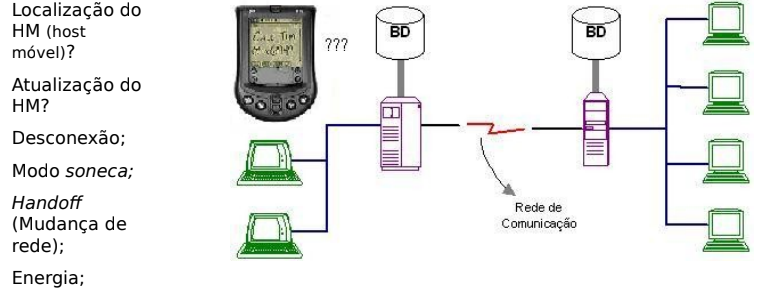 Localização do
HM (host
móvel)?
Atualização do
HM?
Desconexão;
Modo soneca;
Handoff
(Mudança de
rede);
Energia;
???
BD
BD
Rede de
Comunicação